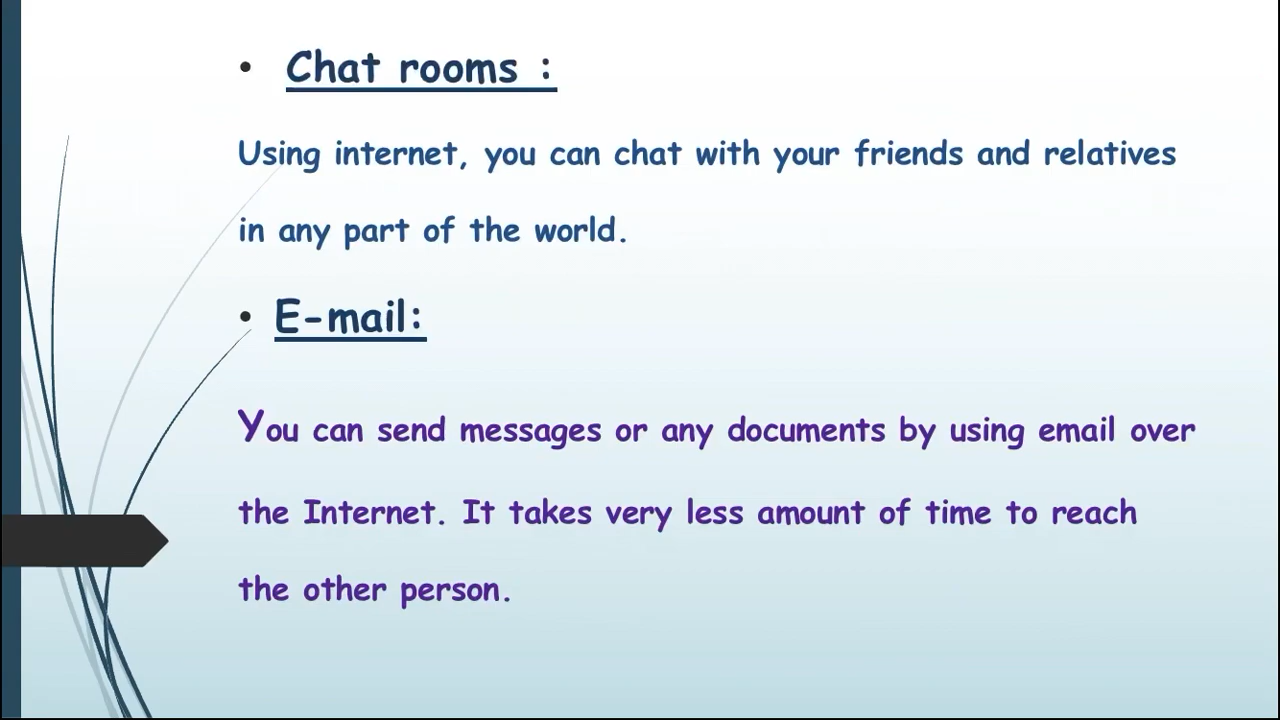 • Chat rooms :
Using internet, you can chat with your friends and relatives
in any part of the world.
• E-mail:
You can send messages or any documents by using email over
the Internet. It takes very less amount of time to reach
the other person.